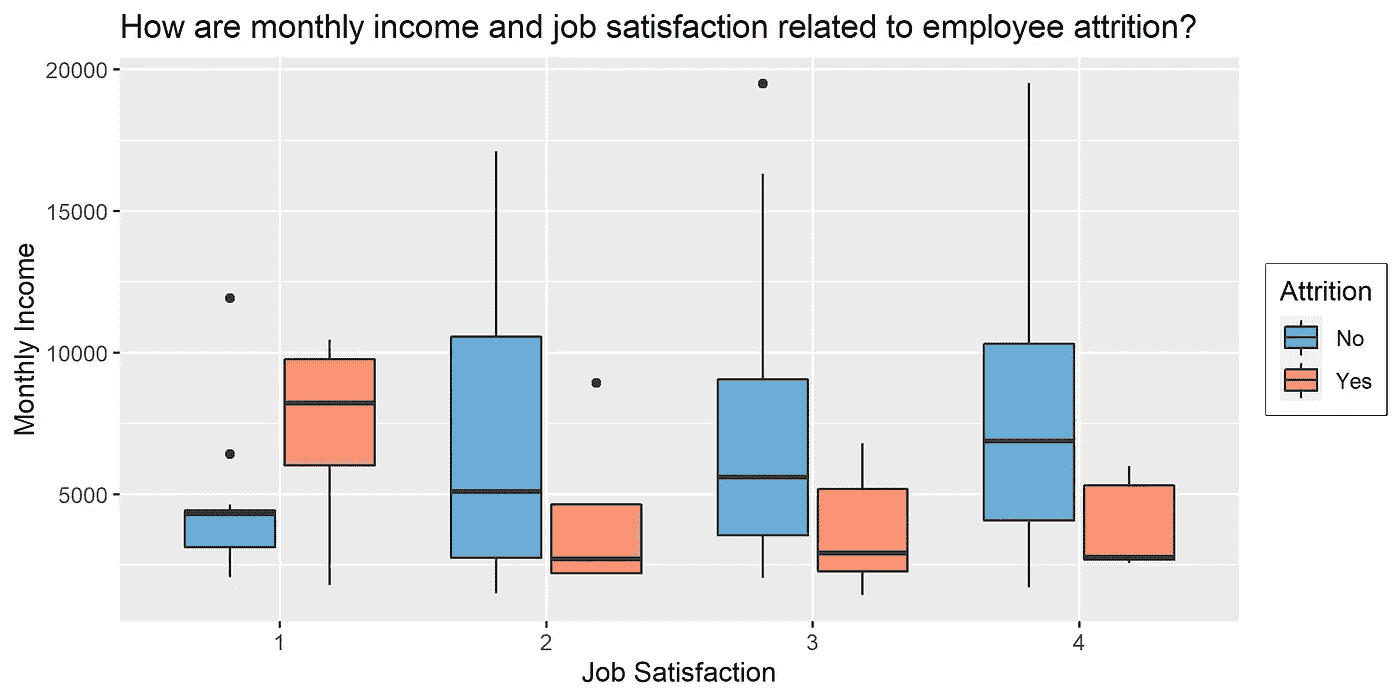 How are monthly income and job satisfaction related to employee attrition?
20000
15000
10000
5000
Monthly Income
1 2 3 4
Job Satisfaction
Attrition
No
Yes